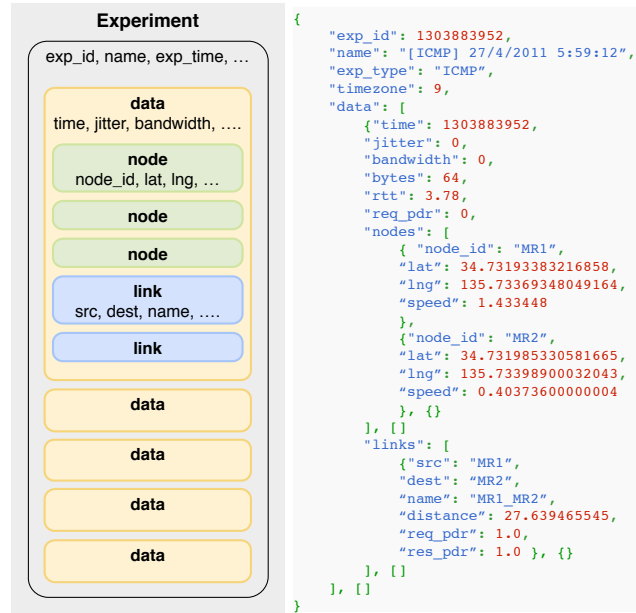 Experiment
exp_id, name, exp_time, …
data
time, jitter, bandwidth, ….
node
node_id, lat, lng, …
node
node
link
src, dest, name, ….
link
data
data
data
data
{
"exp_id": 1303883952,
"name": "[ICMP] 27/4/2011 5:59:12”,
"exp_type": "ICMP”,
"timezone": 9,
"data": [
{"time": 1303883952,
"jitter": 0,
"bandwidth": 0,
"bytes": 64,
"rtt": 3.78,
"req_pdr": 0,
"nodes": [
{ "node_id": "MR1”,
“lat”: 34.73193383216858,
“lng”: 135.73369348049164,
“speed”: 1.433448
},
{"node_id": "MR2”,
“lat”: 34.731985330581665,
“lng”: 135.73398900032043,
“speed”: 0.40373600000004
}, {}
], []
"links": [
{"src": "MR1”,
"dest": “MR2”,
“name”: "MR1_MR2”,
“distance”: 27.639465545,
“req_pdr”: 1.0,
“res_pdr”: 1.0 }, {}
], []
], []
}